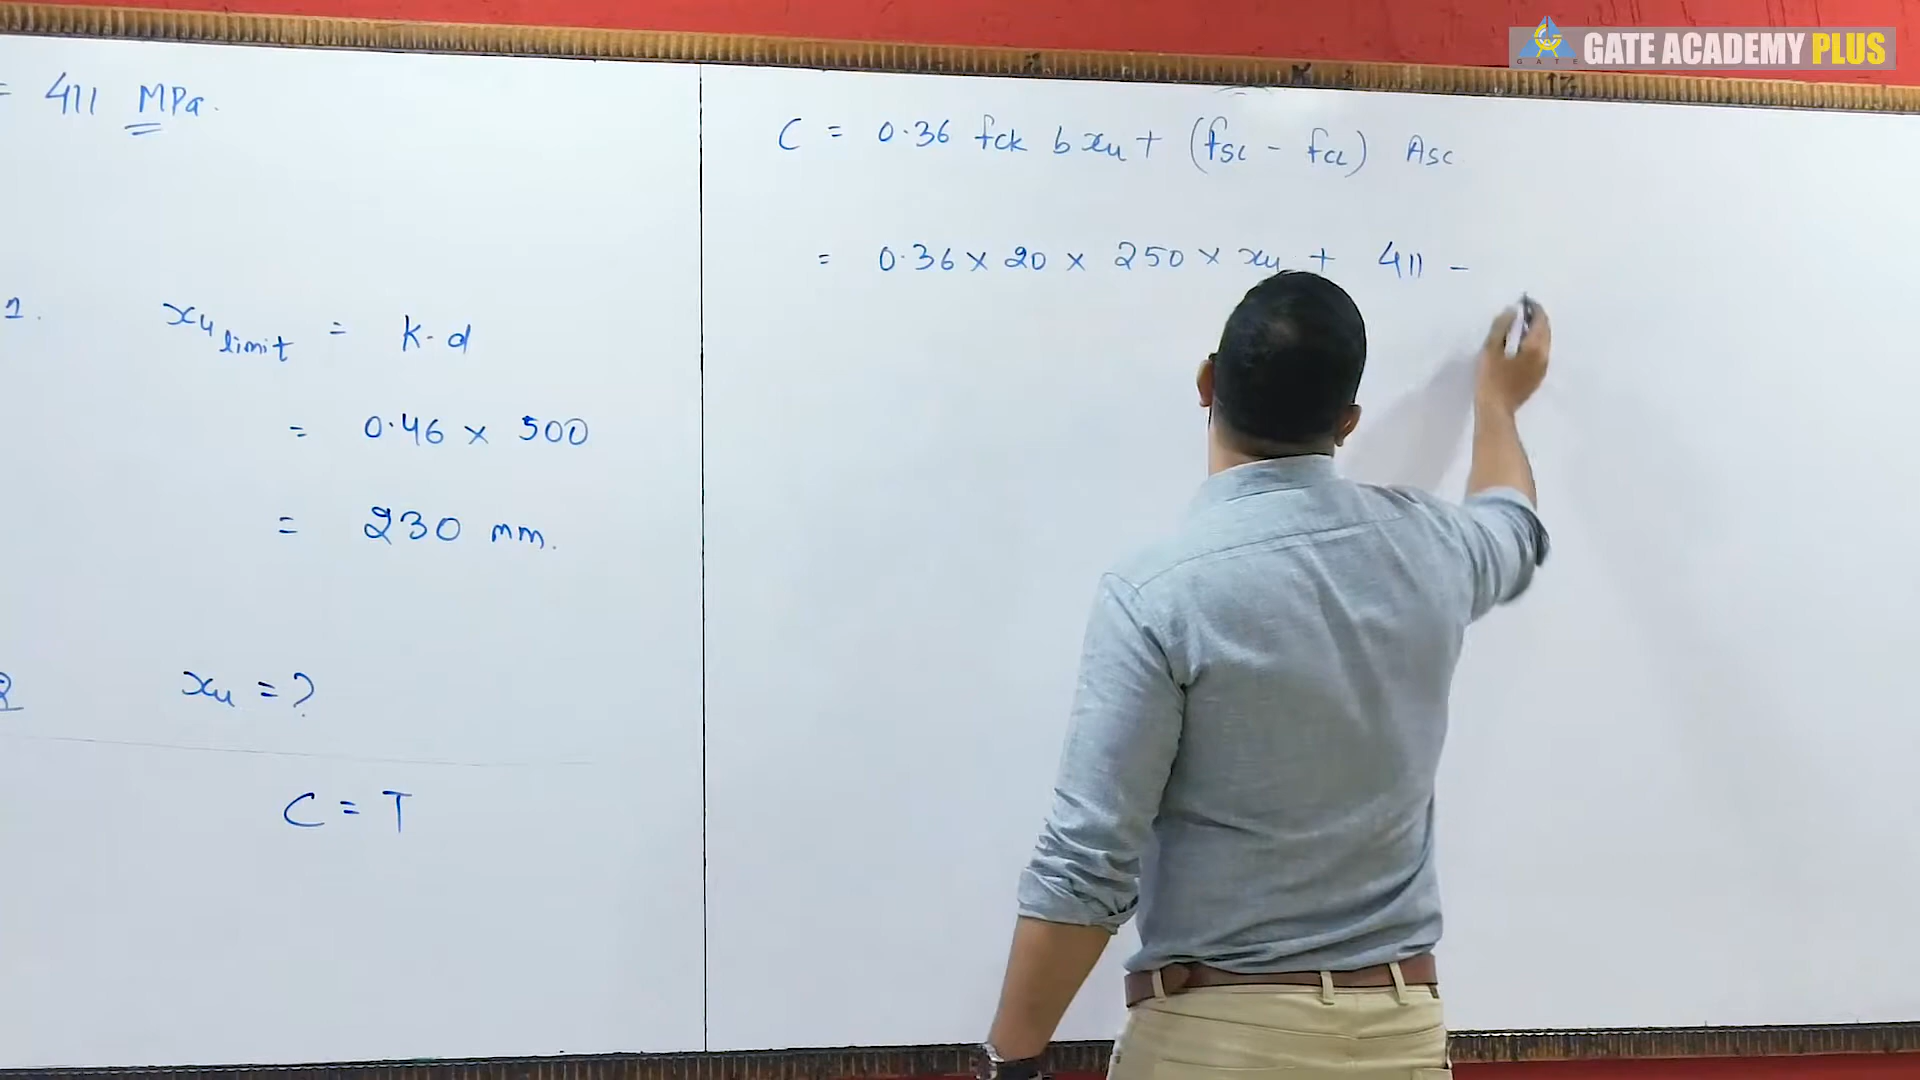 GATE ACADEMY PLUS
GATE
= 411 MPa.
1. xu limit = k.d
= 0.46 x 500
= 230 mm.
2 xu = ?
C = T
C = 0.36 fck b xu + (fsc - fcc) Asc
= 0.36 x 20 x 250 x xu + 411 -